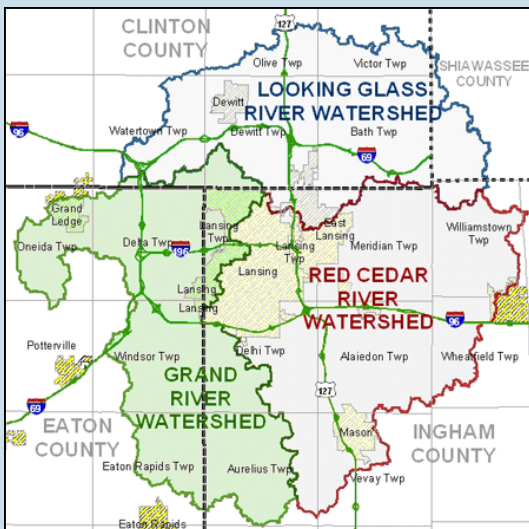 CLINTON
COUNTY
127
Olive Twp
Victor Twp
SHIAWASSEE
COUNTY
LOOKING GLASS
RIVER WATERSHED
Dewitt
96
Watertown Twp
Dewitt Twp
Bath Twp
69
Grand
Ledge
Oneida Twp
Delta Twp
496
Lansing
Twp
East
Lansing
Lansing
Twp
Meridian Twp
Williamstown
Twp
Lansing
RED CEDAR
RIVER
WATERSHED
Lansing
Lansing
96
Potterville
Windsor Twp
Delhi Twp
Alaiedon Twp
Wheatfield Twp
GRAND
RIVER
WATERSHED
127
69
EATON
COUNTY
Mason
INGHAM
COUNTY
Eaton Rapids Twp
Aurelius Twp
Vevay Twp
Eaton Rapids